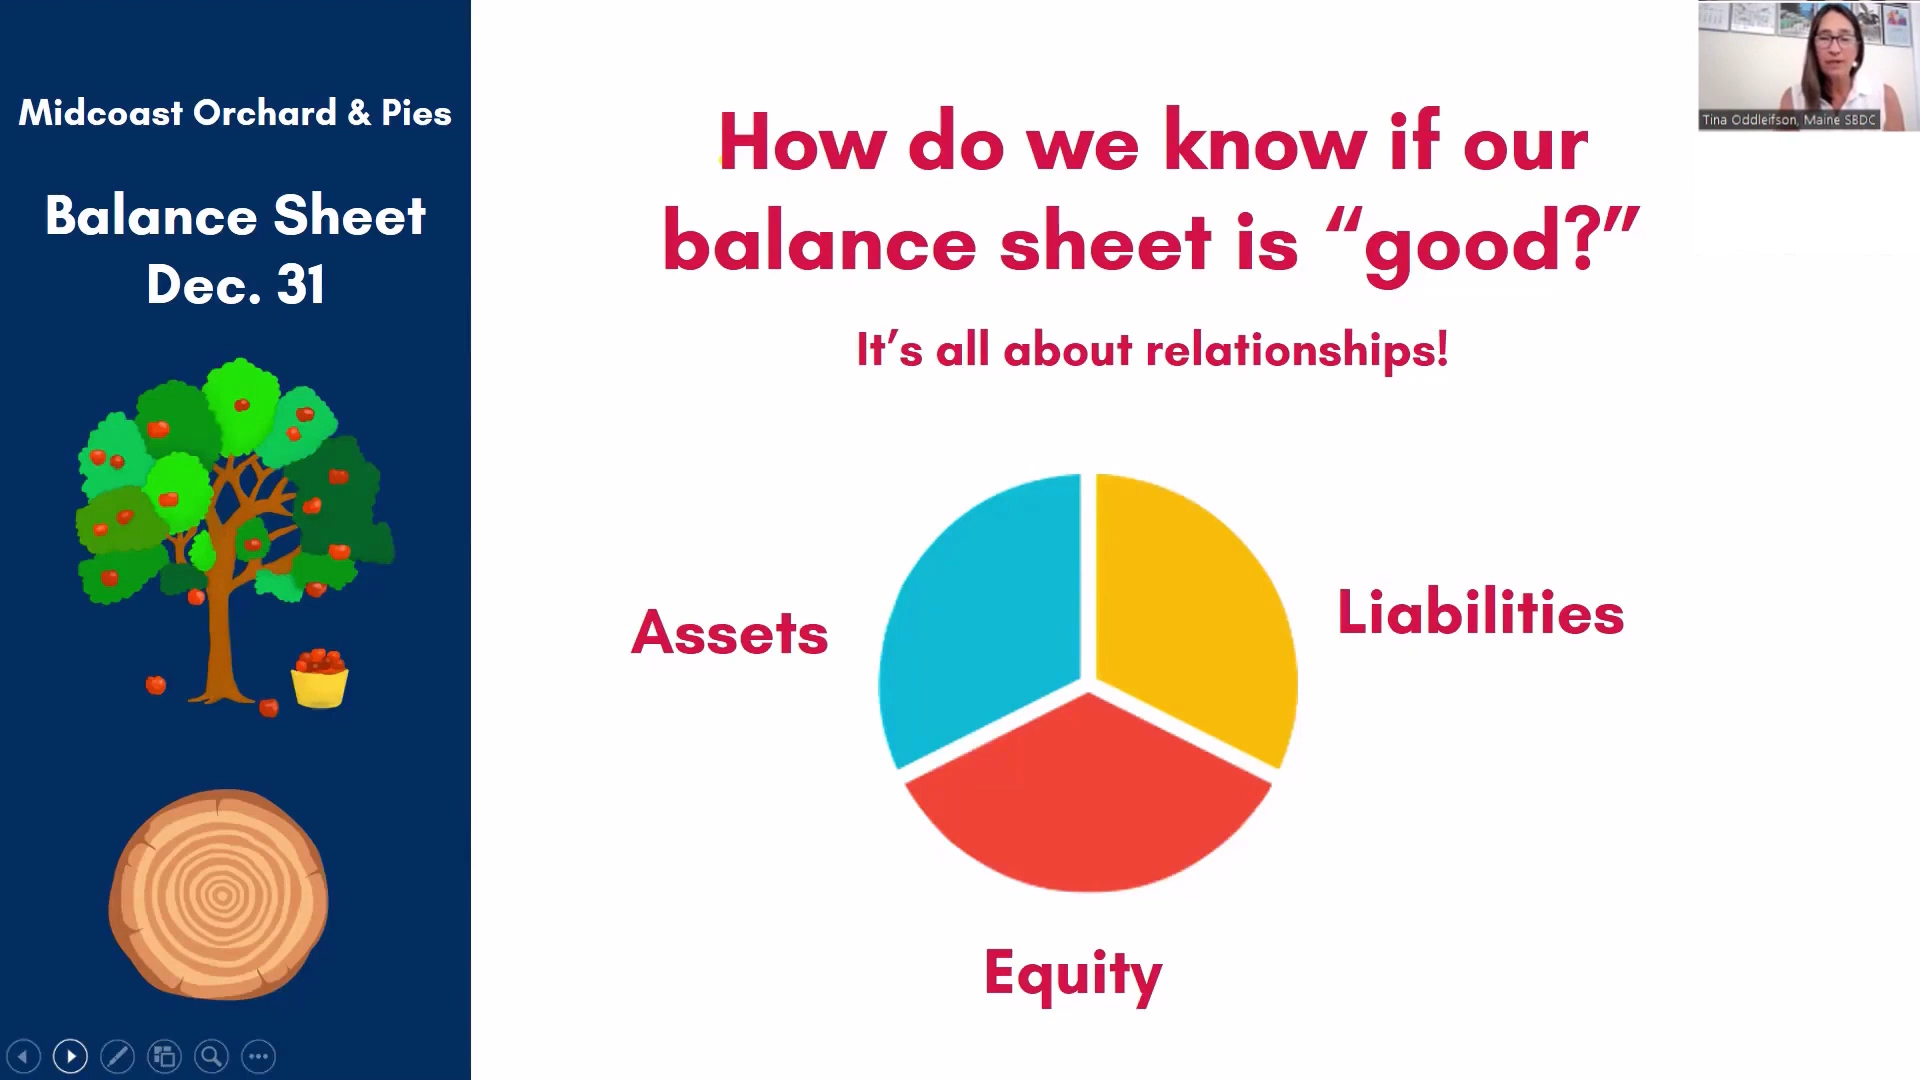 Midcoast Orchard & Pies
Balance Sheet
Dec. 31
How do we know if our
balance sheet is “good?”
It’s all about relationships!
Assets
Liabilities
Equity
Tina Oddleifson, Maine SBDC